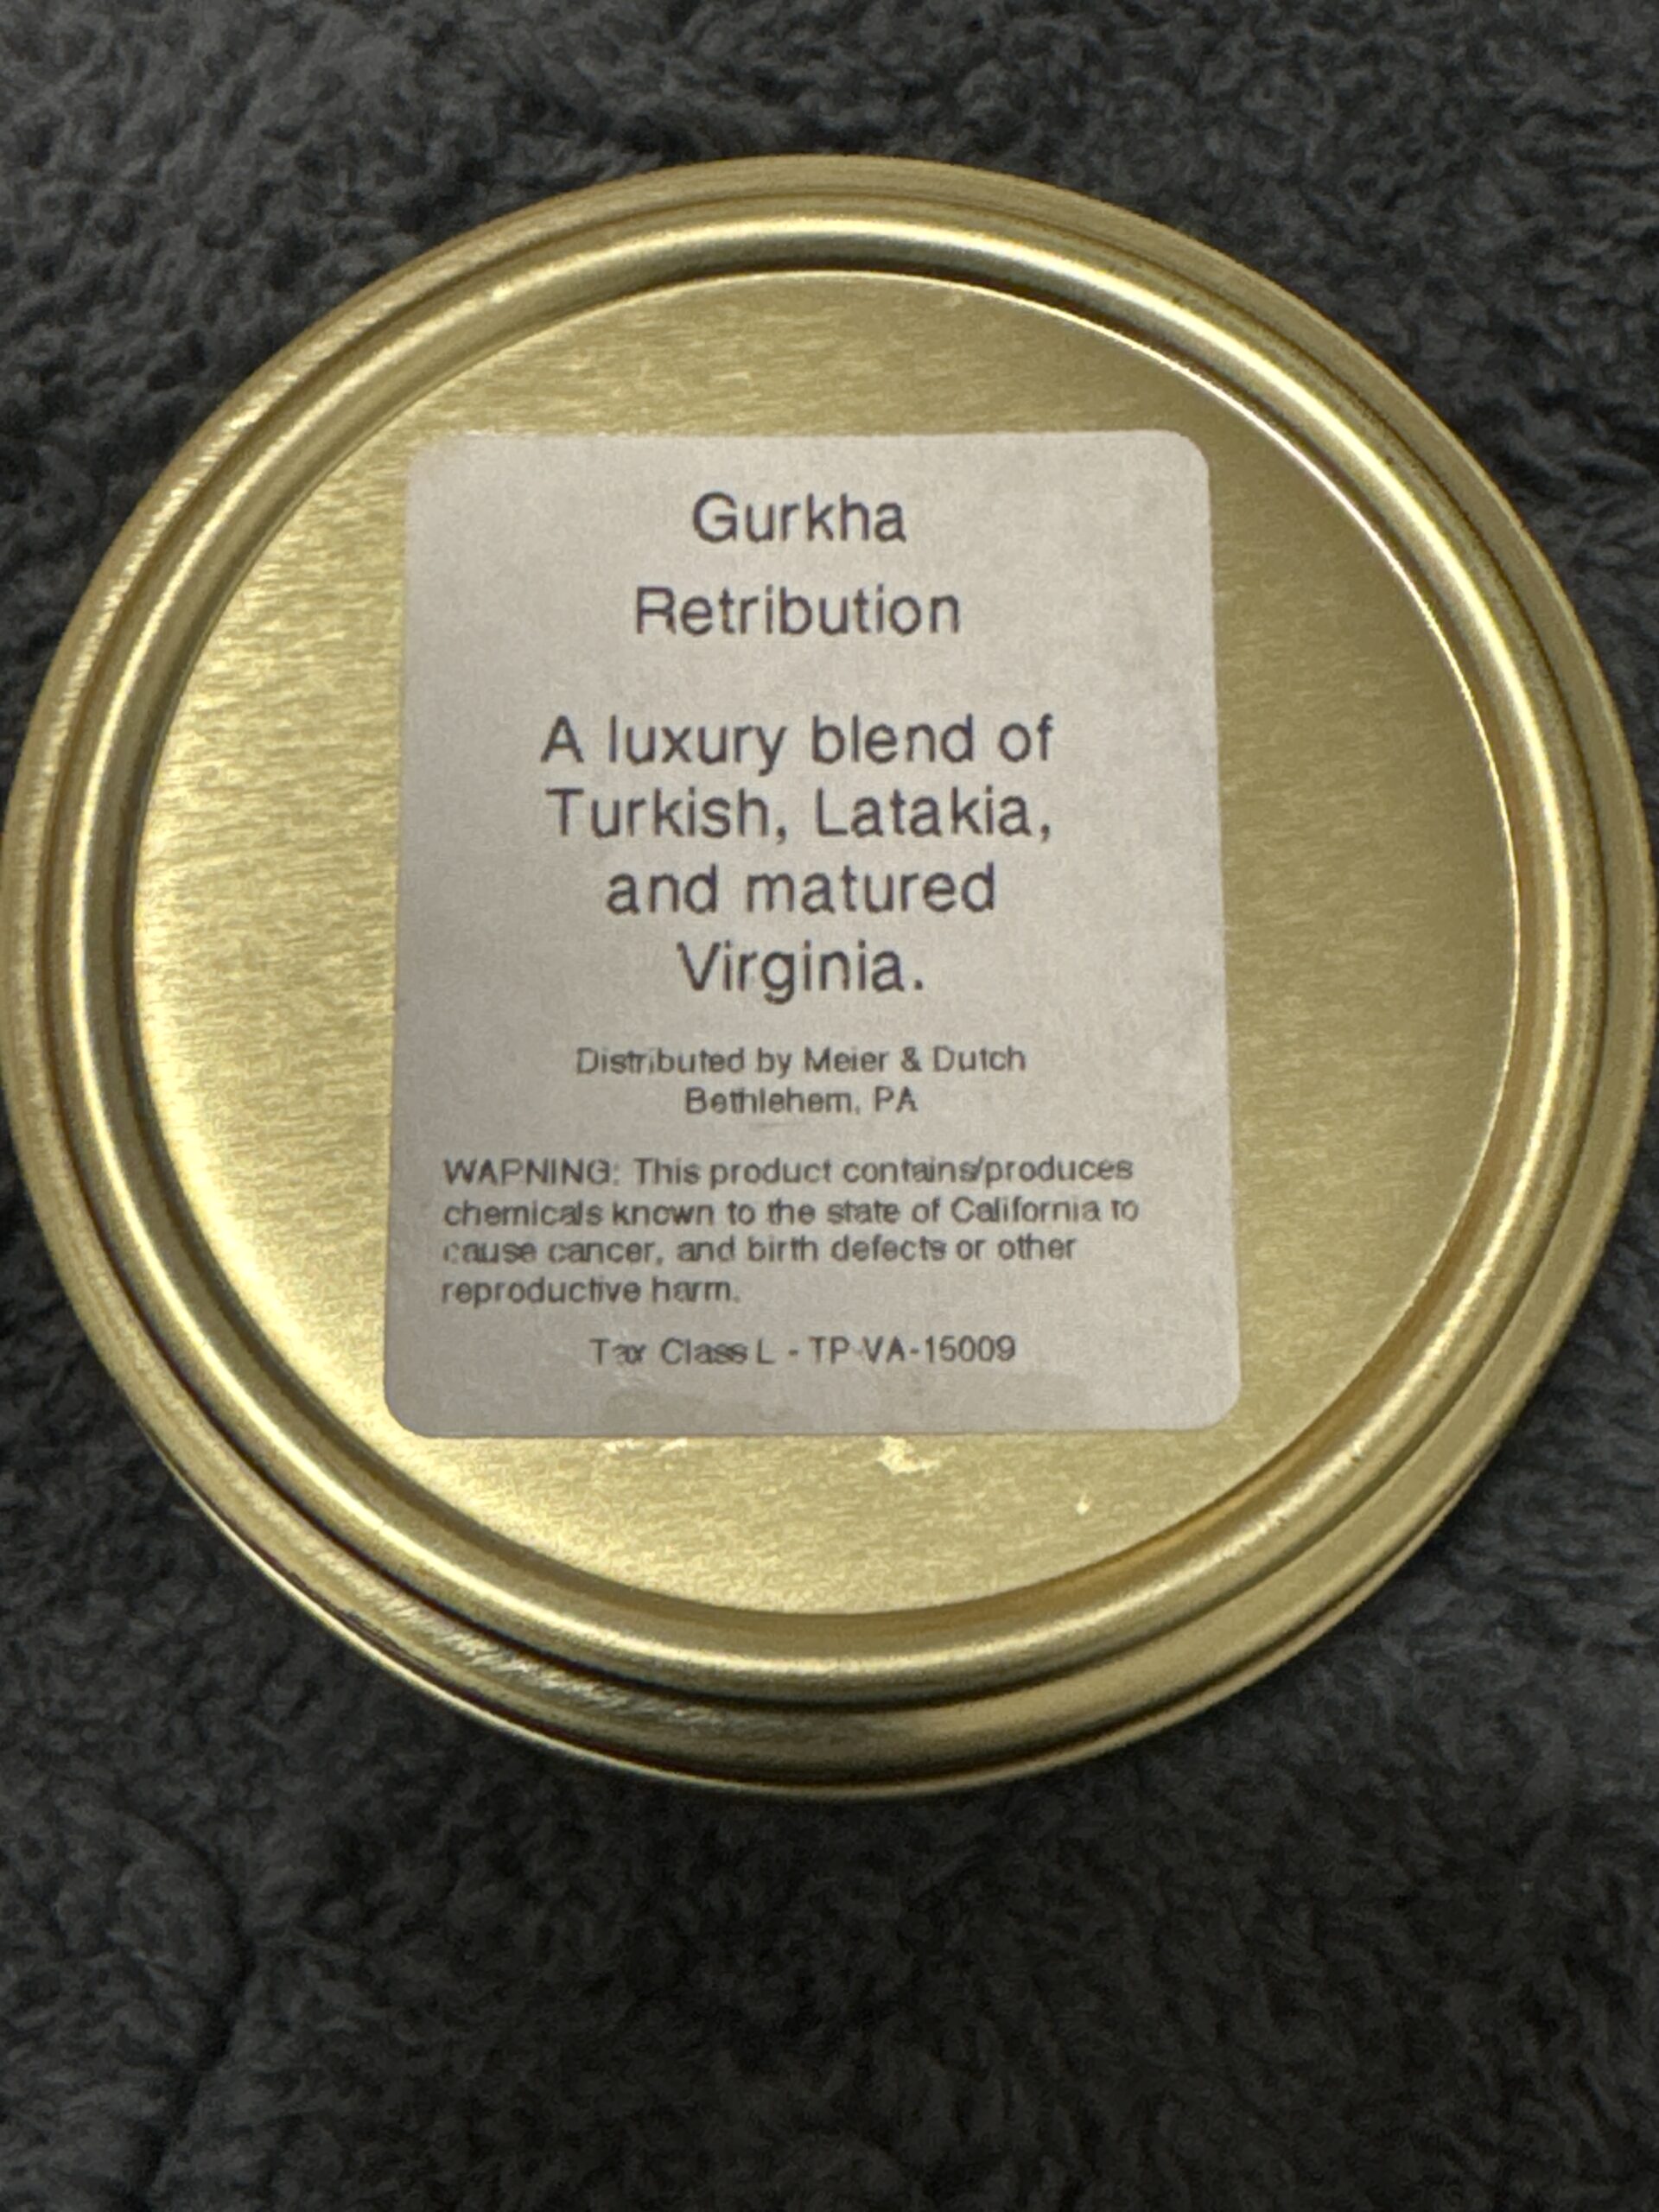 Gurkha
Retribution
A luxury blend of
Turkish, Latakia,
and matured
Virginia.
Distributed by Meier & Dutch
Bethlehem, PA
WARNING: This product contains/produces
chemicals known to the state of California to
cause cancer, and birth defects or other
reproductive harm.
Tax Class L - TP-VA-15009